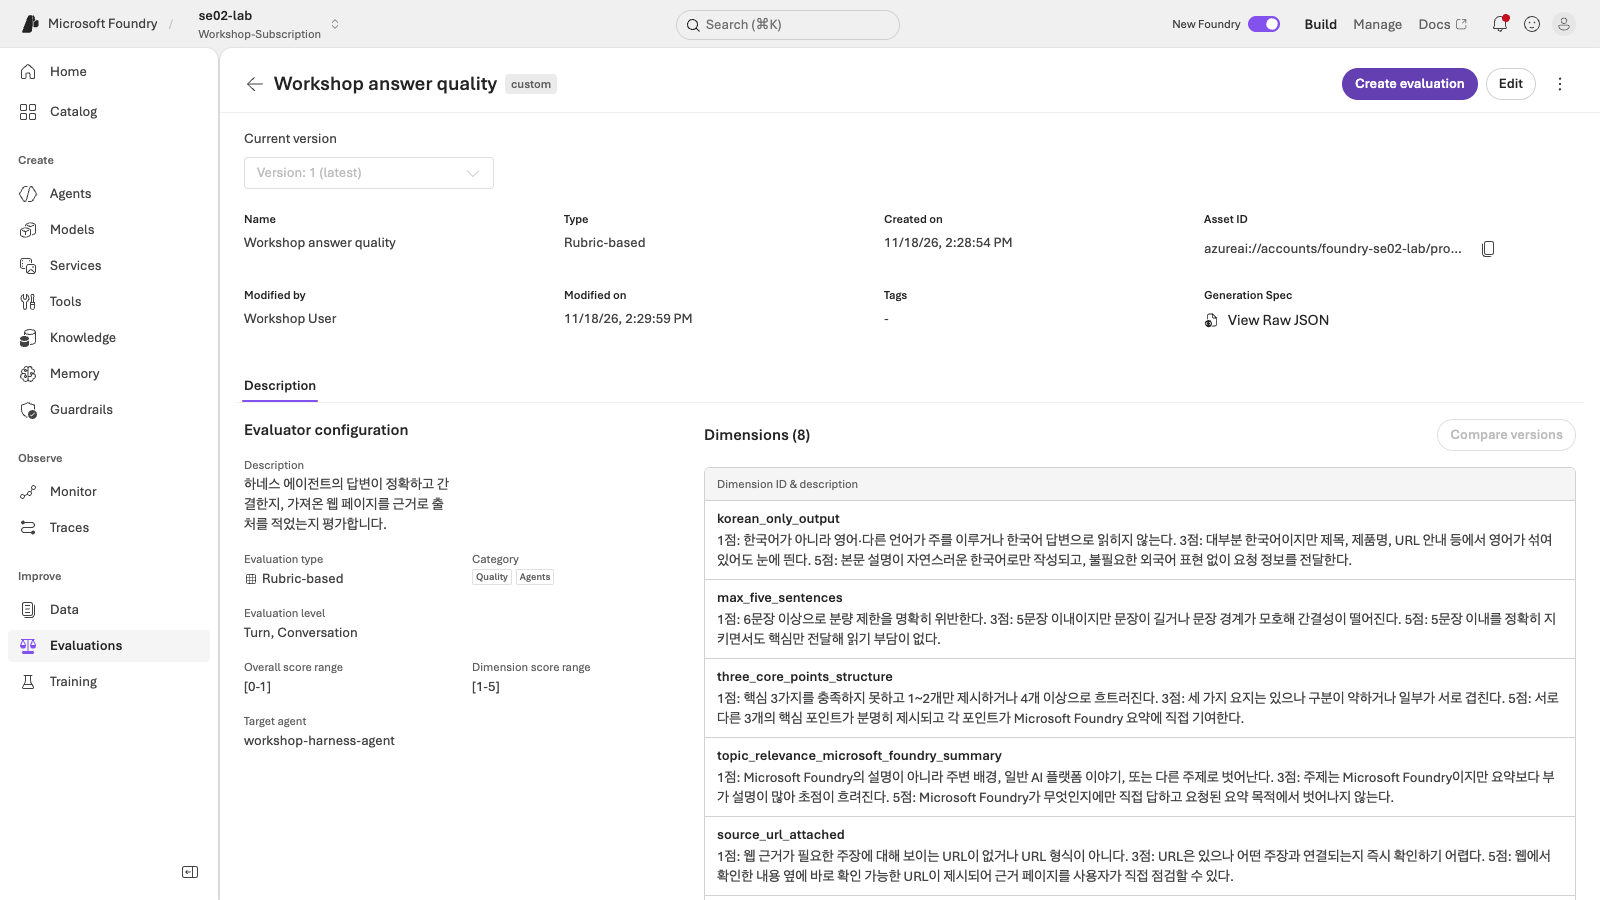 Microsoft Foundry
/
se02-lab
Workshop-Subscription
Search (⌘K)
New Foundry
Build
Manage
Docs
Home
Catalog
Create
Agents
Models
Services
Tools
Knowledge
Memory
Guardrails
Observe
Monitor
Traces
Improve
Data
Evaluations
Training
Workshop answer quality
custom
Create evaluation
Edit
Current version
Version: 1 (latest)
Name
Workshop answer quality
Type
Rubric-based
Created on
11/18/26, 2:28:54 PM
Asset ID
azureai://accounts/foundry-se02-lab/pro...
Modified by
Workshop User
Modified on
11/18/26, 2:29:59 PM
Tags
-
Generation Spec
View Raw JSON
Description
Evaluator configuration
Description
하네스 에이전트의 답변이 정확하고 간
결한지, 가져온 웹 페이지를 근거로 출
처를 적었는지 평가합니다.
Evaluation type
Rubric-based
Category
Quality
Agents
Evaluation level
Turn, Conversation
Overall score range
[0-1]
Dimension score range
[1-5]
Target agent
workshop-harness-agent
Dimensions (8)
Compare versions
Dimension ID & description
korean_only_output
1점: 한국어가 아니라 영어·다른 언어가 주를 이루거나 한국어 답변으로 읽히지 않는다. 3점: 대부분 한국어이지만 제목, 제품명, URL 안내 등에서 영어가 섞여
있어도 눈에 띈다. 5점: 본문 설명이 자연스러운 한국어로만 작성되고, 불필요한 외국어 표현 없이 요청 정보를 전달한다.
max_five_sentences
1점: 6문장 이상으로 분량 제한을 명확히 위반한다. 3점: 5문장 이내이지만 문장이 길거나 문장 경계가 모호해 간결성이 떨어진다. 5점: 5문장 이내를 정확히 지
키면서도 핵심만 전달해 읽기 부담이 없다.
three_core_points_structure
1점: 핵심 3가지를 충족하지 못하고 1~2개만 제시하거나 4개 이상으로 흐트러진다. 3점: 세 가지 요지는 있으나 구분이 약하거나 일부가 서로 겹친다. 5점: 서로
다른 3개의 핵심 포인트가 분명히 제시되고 각 포인트가 Microsoft Foundry 요약에 직접 기여한다.
topic_relevance_microsoft_foundry_summary
1점: Microsoft Foundry의 설명이 아니라 주변 배경, 일반 AI 플랫폼 이야기, 또는 다른 주제로 벗어난다. 3점: 주제는 Microsoft Foundry이지만 요약보다 부
가 설명이 많아 초점이 흐려진다. 5점: Microsoft Foundry가 무엇인지에만 직접 답하고 요청된 요약 목적에서 벗어나지 않는다.
source_url_attached
1점: 웹 근거가 필요한 주장에 대해 보이는 URL이 없거나 URL 형식이 아니다. 3점: URL은 있으나 어떤 주장과 연결되는지 즉시 확인하기 어렵다. 5점: 웹에서
확인한 내용 옆에 바로 확인 가능한 URL이 제시되어 근거 페이지를 사용자가 직접 점검할 수 있다.